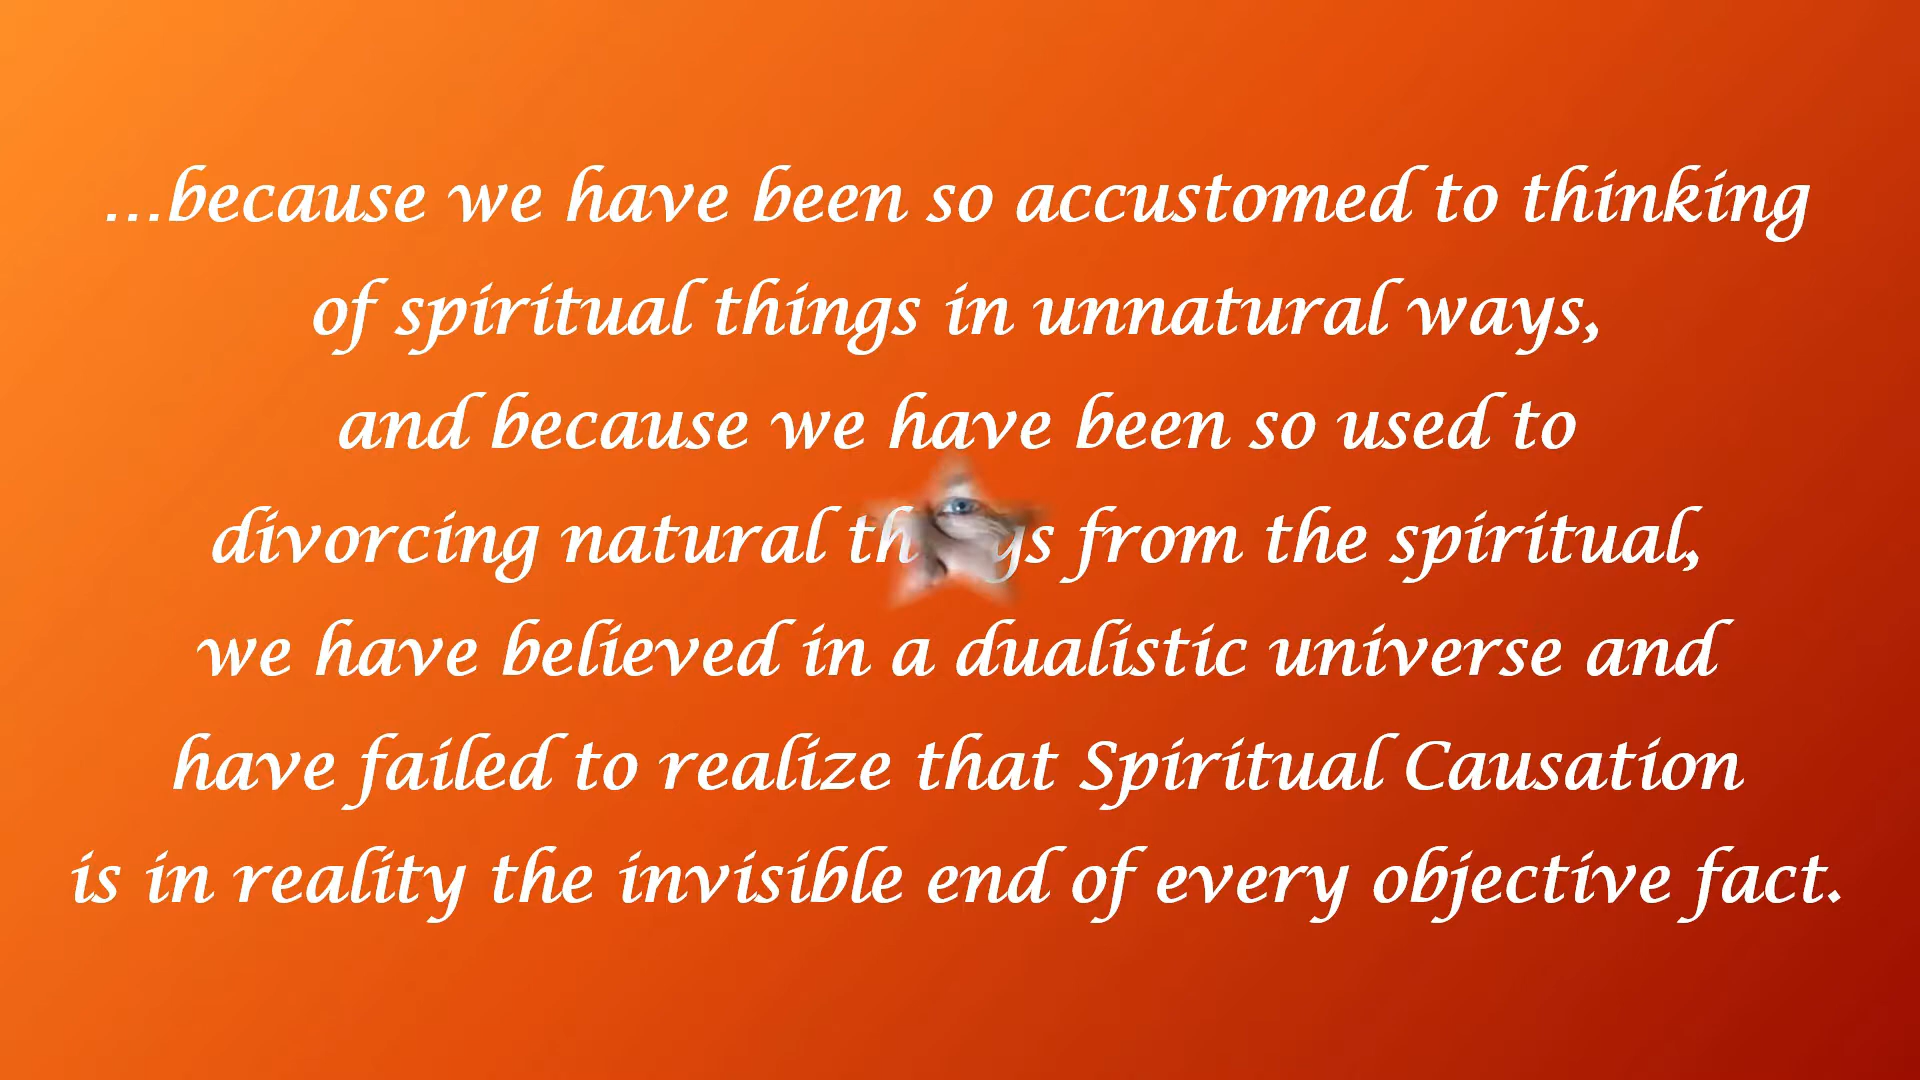 ...because we have been so accustomed to thinking
of spiritual things in unnatural ways,
and because we have been so used to
divorcing natural from the spiritual,
we have believed in a dualistic universe and
have failed to realize that Spiritual Causation
is in reality the invisible end of every objective fact.